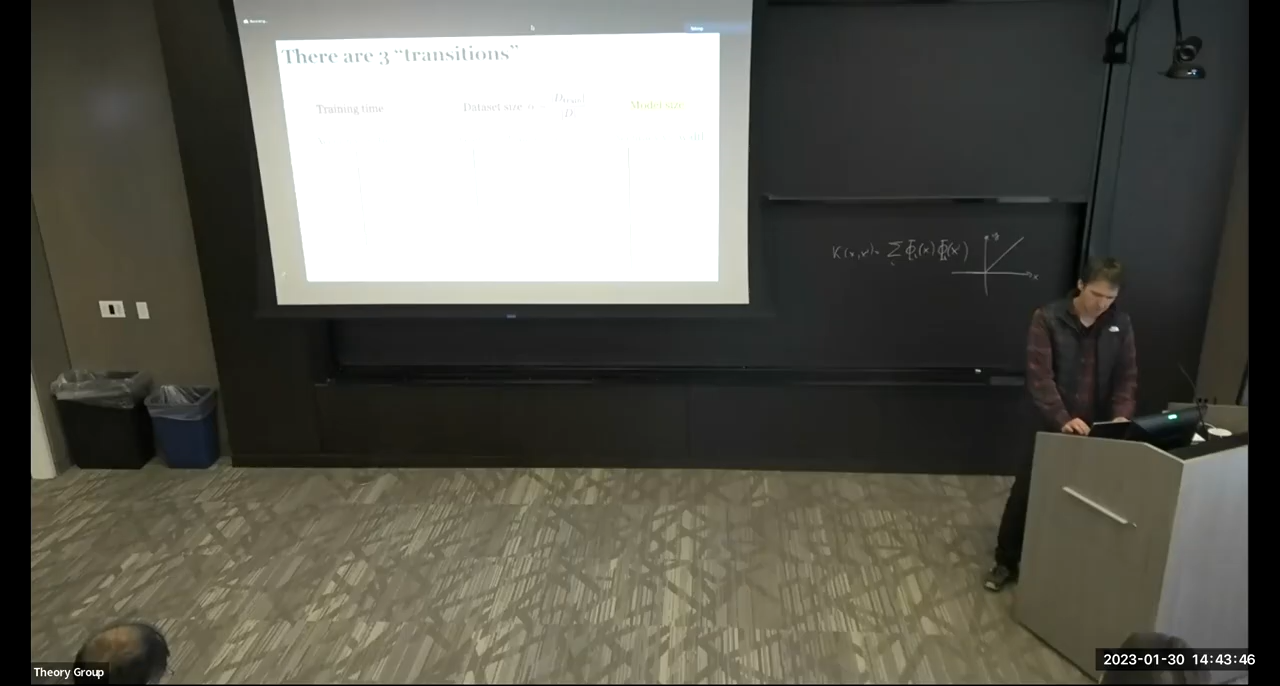 There are 3 “transitions”
Training time
Dataset size
Model size
K(x,x')= Σ Φ(x) Φ(x')
y
x
Theory Group
2023-01-30 14:43:46